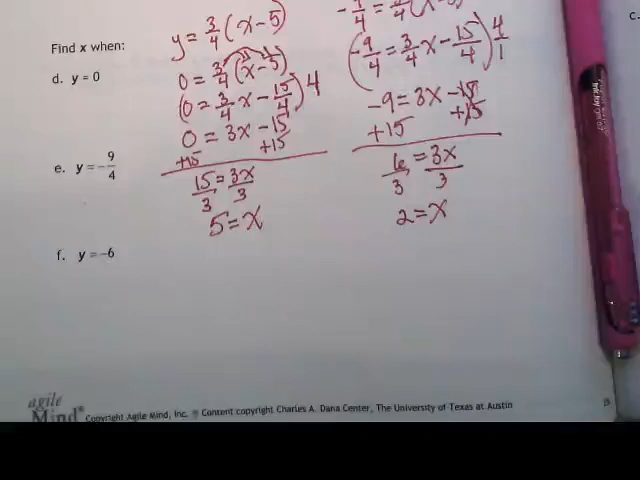 y = 3/4 (x - 5)
Find x when:
d. y = 0
0 = 3/4 (x - 5)
(0 = 3/4 x - 15/4) 4
0 = 3x - 15
+15 +15
15/3 = 3x/3
5 = x
e. y = -9/4
(-9/4 = 3/4 x - 15/4) 4/1
-9 = 3x - 15
+15 +15
6/3 = 3x/3
2 = x
f. y = -6
c.
agile
Mind® Copyright Agile Mind, Inc. ® Content copyright Charles A. Dana Center, The University of Texas at Austin